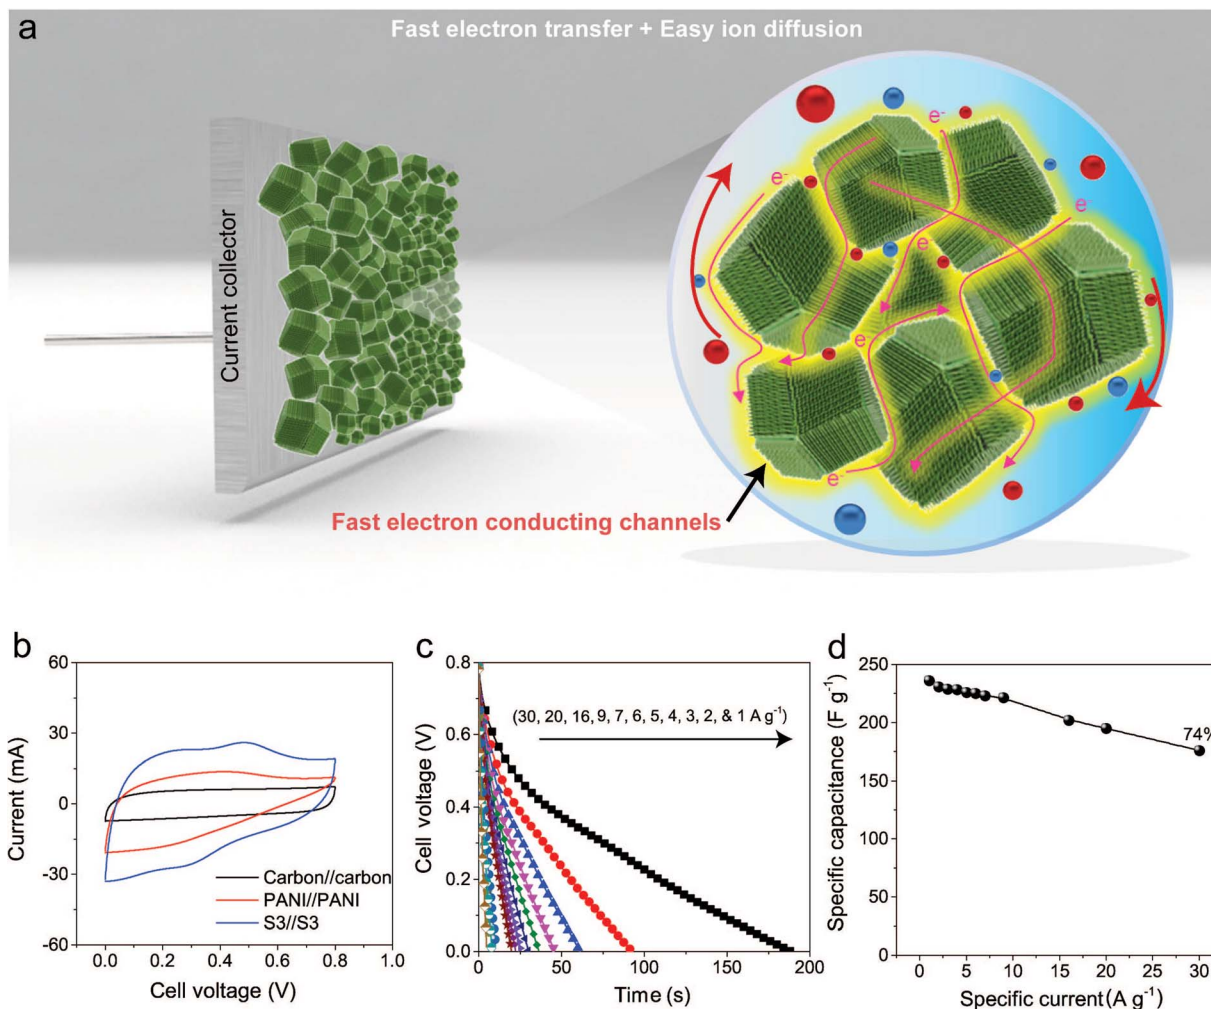 a
Fast electron transfer + Easy ion diffusion
Current collector
e⁻
e⁻
e⁻
e
e
e⁻
Fast electron conducting channels
b
60
30
0
-30
-60
Current (mA)
Carbon//carbon
PANI//PANI
S3//S3
0.0 0.2 0.4 0.6 0.8 1.0
Cell voltage (V)
c
0.8
0.6
0.4
0.2
0.0
Cell voltage (V)
(30, 20, 16, 9, 7, 6, 5, 4, 3, 2, & 1 A g⁻¹)
0 50 100 150 200
Time (s)
d
250
200
150
100
50
0
Specific capacitance (F g⁻¹)
74%
0 5 10 15 20 25 30
Specific current (A g⁻¹)